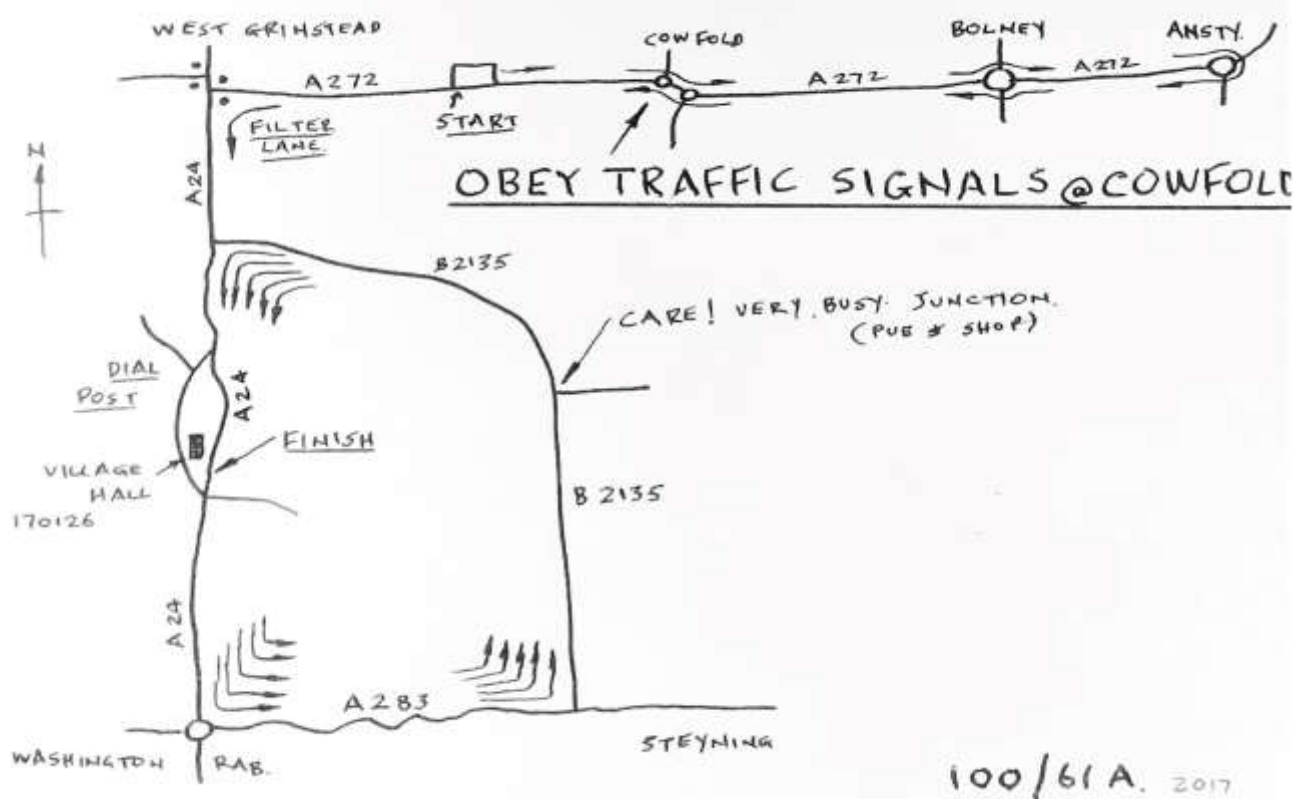 WEST GRINSTEAD
COWFOLD
BOLNEY
ANSTY.
A272
A272
A272
START
FILTER
LANE.
N
A24
OBEY TRAFFIC SIGNALS @ COWFOLD
B2135
CARE! VERY BUSY JUNCTION.
(PUB & SHOP)
DIAL
POST
A24
FINISH
VILLAGE
HALL
170126
B 2135
A24
A283
STEYNING
WASHINGTON RAB.
100/61A. 2017